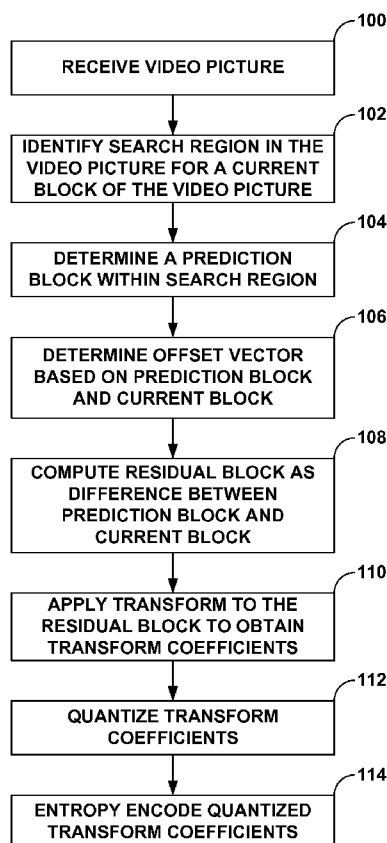 100
RECEIVE VIDEO PICTURE
102
IDENTIFY SEARCH REGION IN THE
VIDEO PICTURE FOR A CURRENT
BLOCK OF THE VIDEO PICTURE
104
DETERMINE A PREDICTION
BLOCK WITHIN SEARCH REGION
106
DETERMINE OFFSET VECTOR
BASED ON PREDICTION BLOCK
AND CURRENT BLOCK
108
COMPUTE RESIDUAL BLOCK AS
DIFFERENCE BETWEEN
PREDICTION BLOCK AND
CURRENT BLOCK
110
APPLY TRANSFORM TO THE
RESIDUAL BLOCK TO OBTAIN
TRANSFORM COEFFICIENTS
112
QUANTIZE TRANSFORM
COEFFICIENTS
114
ENTROPY ENCODE QUANTIZED
TRANSFORM COEFFICIENTS